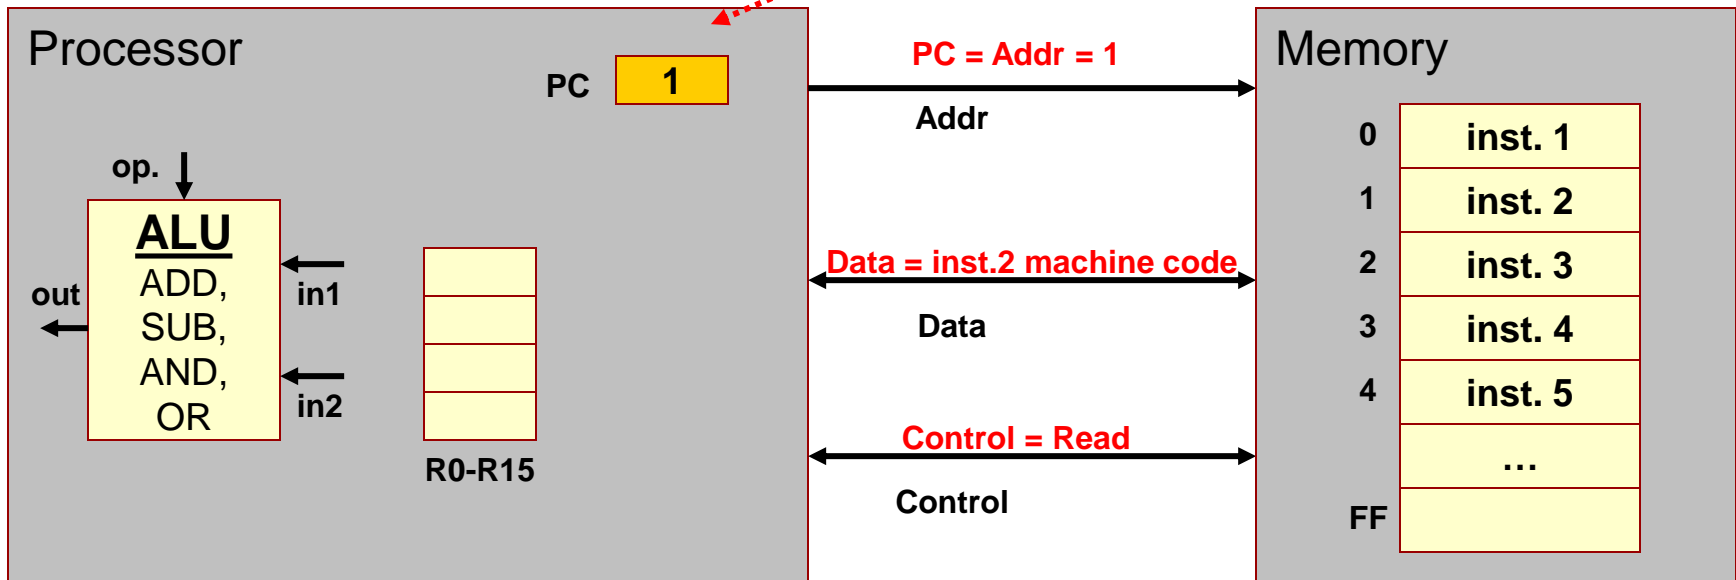 Processor
PC
1
op.
ALU
ADD,
SUB,
AND,
OR
out
in1
in2
R0-R15
PC = Addr = 1
Addr
Data = inst.2 machine code
Data
Control = Read
Control
Memory
0 inst. 1
1 inst. 2
2 inst. 3
3 inst. 4
4 inst. 5
...
FF